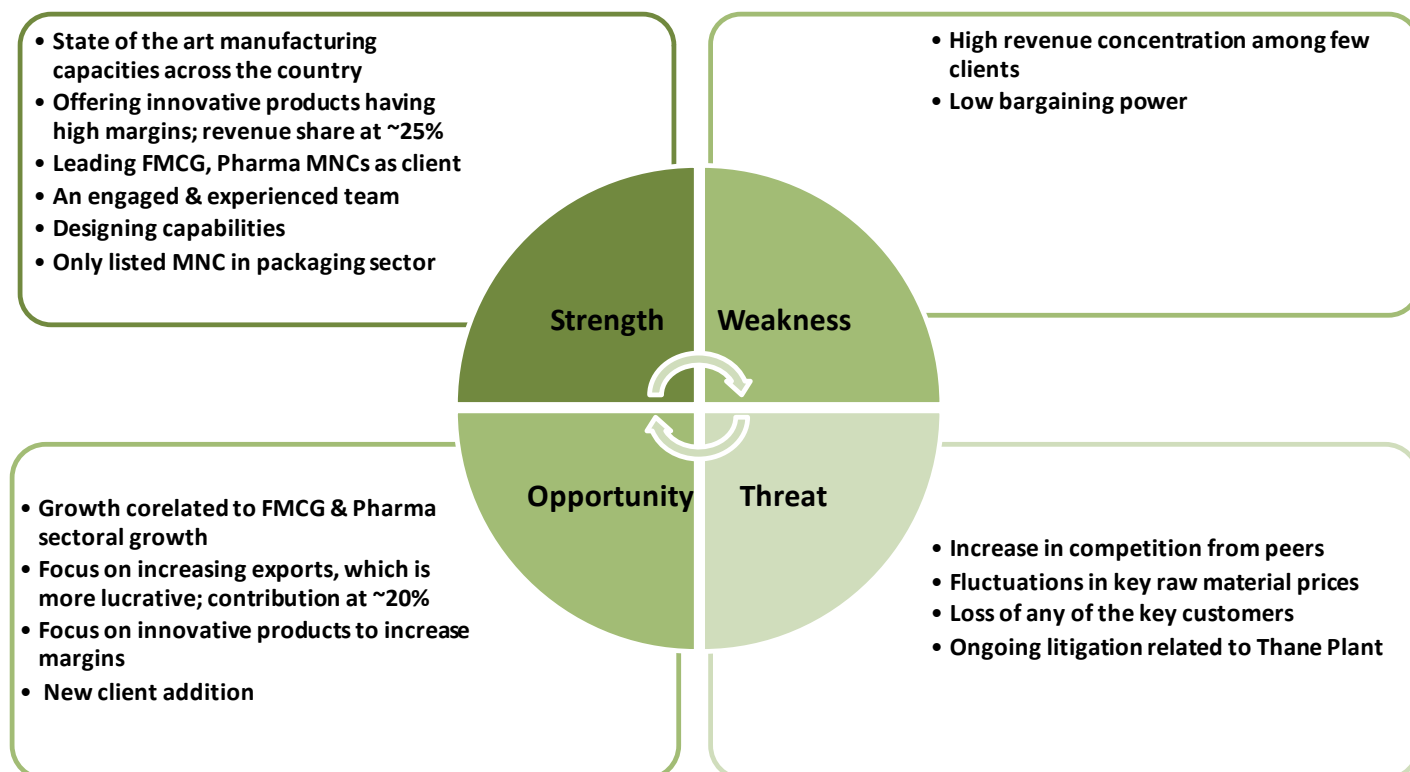 • State of the art manufacturing
capacities across the country
• Offering innovative products having
high margins; revenue share at ~25%
• Leading FMCG, Pharma MNCs as client
• An engaged & experienced team
• Designing capabilities
• Only listed MNC in packaging sector
• High revenue concentration among few
clients
• Low bargaining power
Strength
Weakness
Opportunity
Threat
• Growth corelated to FMCG & Pharma
sectoral growth
• Focus on increasing exports, which is
more lucrative; contribution at ~20%
• Focus on innovative products to increase
margins
• New client addition
• Increase in competition from peers
• Fluctuations in key raw material prices
• Loss of any of the key customers
• Ongoing litigation related to Thane Plant